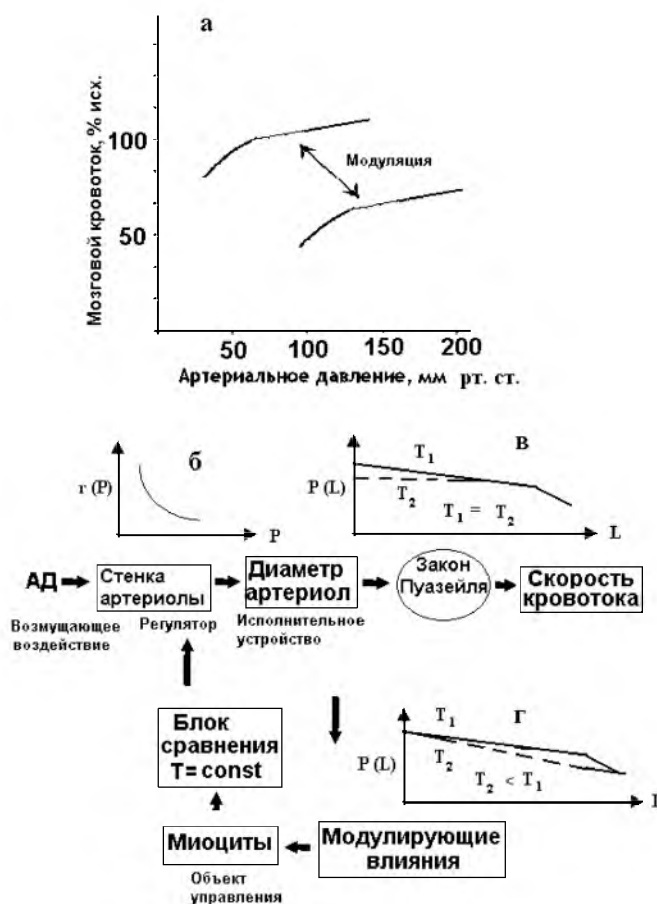 а
Мозговой кровоток, % исх.
100
50
Модуляция
50 100 150 200
Артериальное давление, мм рт. ст.
б
r (P)
P
в
P (L)
T₁
T₂
T₁ = T₂
L
АД
Возмущающее
воздействие
Стенка
артериолы
Регулятор
Диаметр
артериол
Исполнительное
устройство
Закон
Пуазейля
Скорость
кровотока
Блок
сравнения
T= const
Миоциты
Объект
управления
Модулирующие
влияния
г
P (L)
T₁
T₂
T₂ < T₁